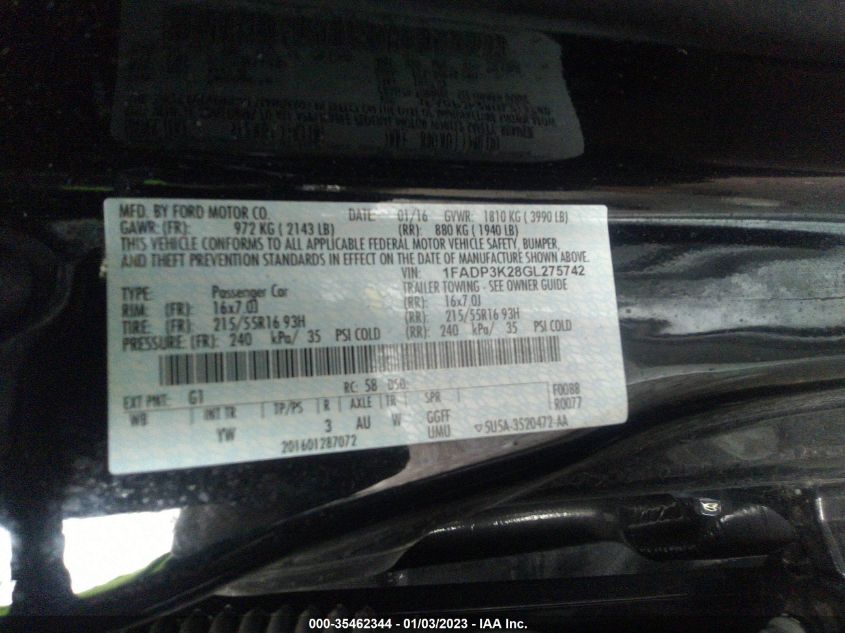 MFD. BY FORD MOTOR CO. DATE: 01/16 GVWR: 1810 KG ( 3990 LB)
GAWR: (FR): 972 KG ( 2143 LB) (RR): 880 KG ( 1940 LB)
THIS VEHICLE CONFORMS TO ALL APPLICABLE FEDERAL MOTOR VEHICLE SAFETY, BUMPER,
AND THEFT PREVENTION STANDARDS IN EFFECT ON THE DATE OF MANUFACTURE SHOWN ABOVE.
VIN: 1FADP3K28GL275742
TYPE: Passenger Car TRAILER TOWING - SEE OWNER GUIDE
RIM: (FR): 16x7.0J (RR): 16x7.0J
TIRE: (FR): 215/55R16 93H (RR): 215/55R16 93H
PRESSURE: (FR): 240 kPa/ 35 PSI COLD (RR): 240 kPa/ 35 PSI COLD
EXT PNT: G1 RC: 58 DSO: F0088
WB INT TR TP/PS R AXLE TR SPR R0077
YW 3 AU W GGFF
UMU 5U5A-3520472-AA
201601287072
000-35462344 - 01/03/2023 - IAA Inc.